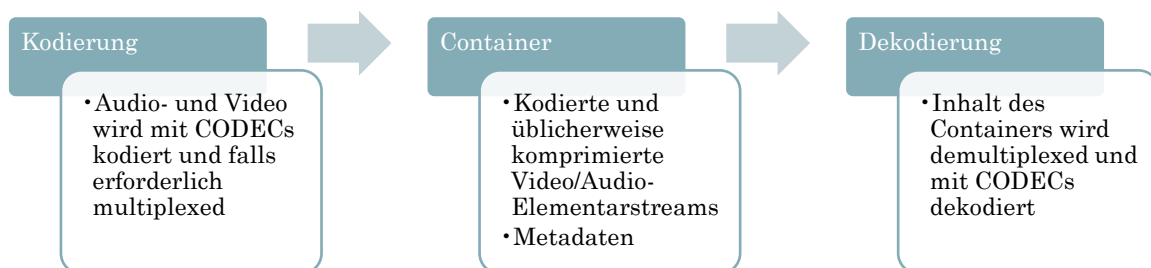 Kodierung
•Audio- und Video
wird mit CODECs
kodiert und falls
erforderlich
multiplexed
Container
•Kodierte und
üblicherweise
komprimierte
Video/Audio-
Elementarstreams
•Metadaten
Dekodierung
•Inhalt des
Containers wird
demultiplexed und
mit CODECs
dekodiert